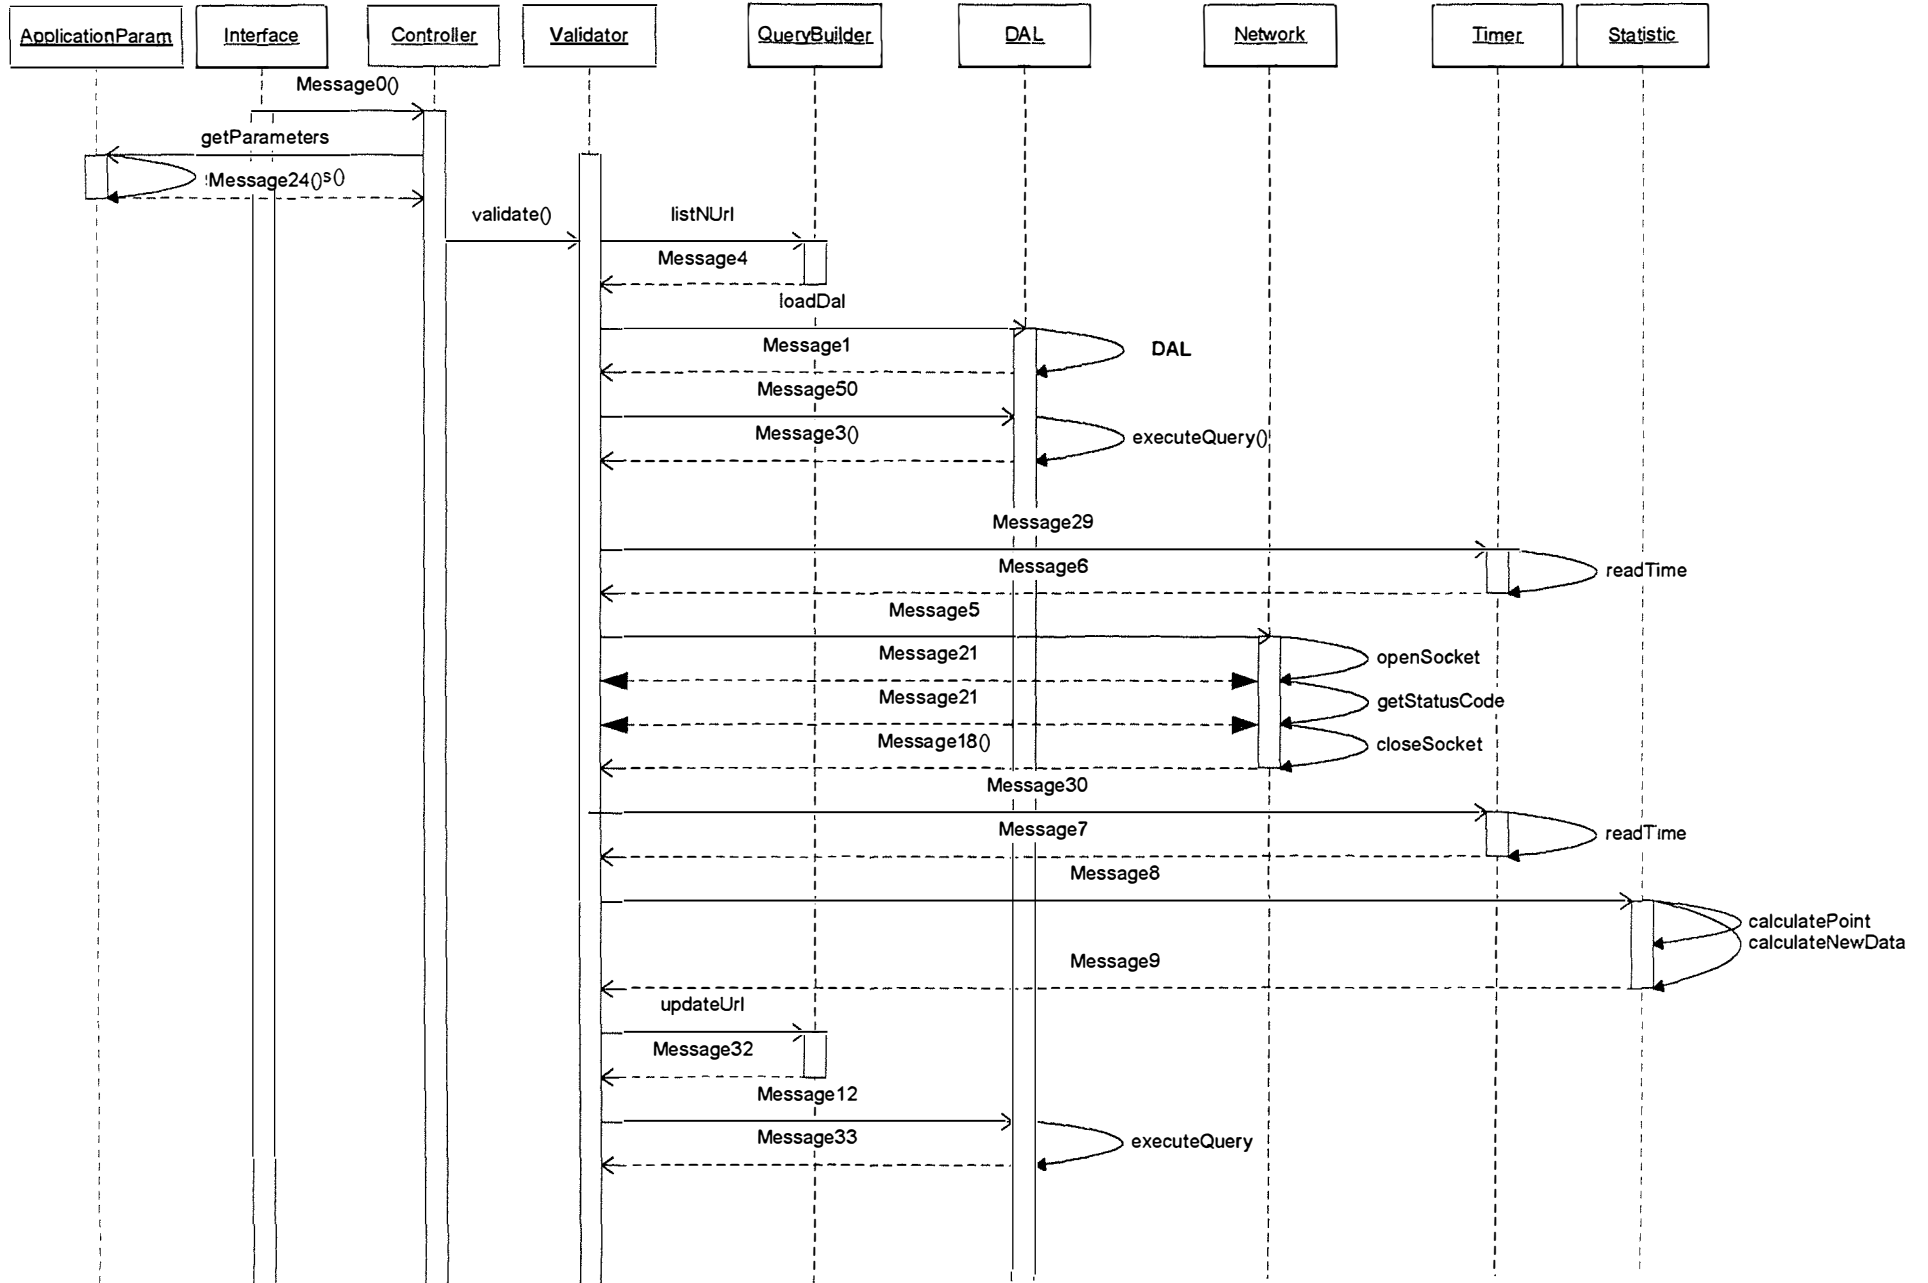 ApplicationParam Interface Controller Validator QueryBuilder DAL Network Timer Statistic
Message0()
getParameters
Message24()s()
validate() listNUrl
Message4
loadDal
Message1 DAL
Message50
Message3() executeQuery()
Message29
Message6 readTime
Message5
Message21 openSocket
Message21 getStatusCode
Message18() closeSocket
Message30
Message7 readTime
Message8
calculatePoint
calculateNewData
Message9
updateUrl
Message32
Message12
Message33 executeQuery